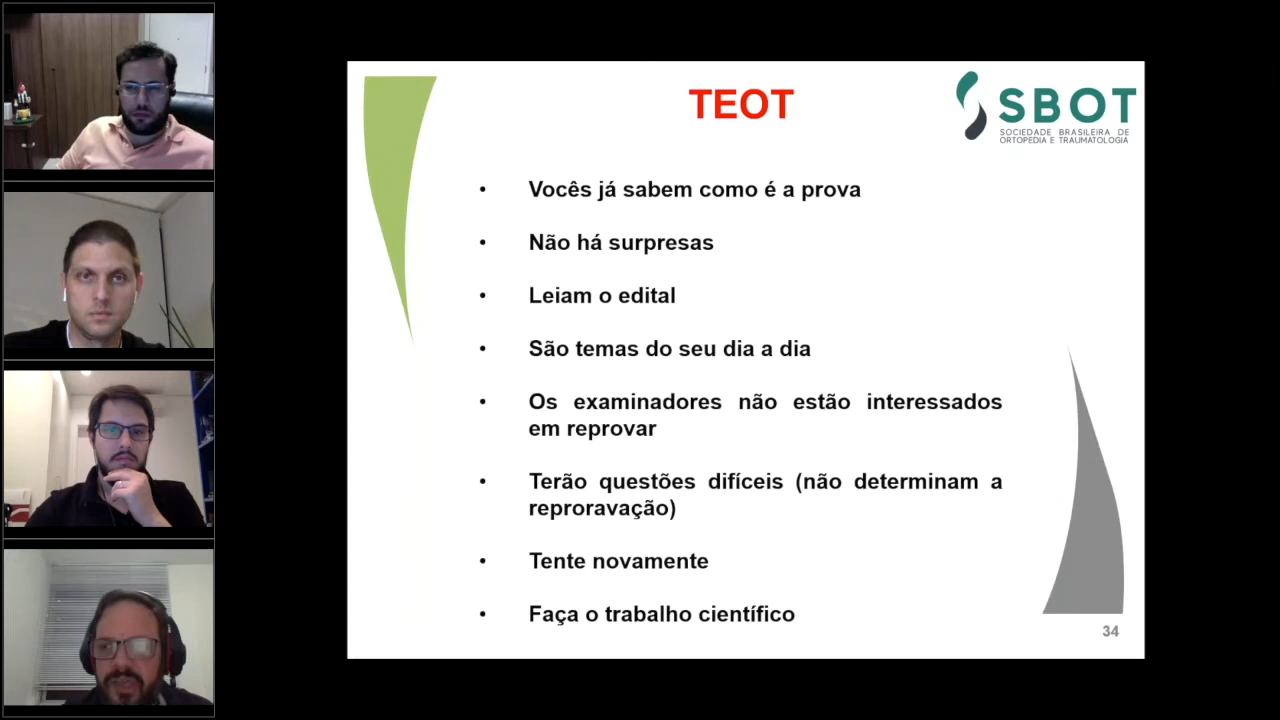 TEOT
SBOT
SOCIEDADE BRASILEIRA DE
ORTOPEDIA E TRAUMATOLOGIA
• Vocês já sabem como é a prova
• Não há surpresas
• Leiam o edital
• São temas do seu dia a dia
• Os examinadores não estão interessados
em reprovar
• Terão questões difíceis (não determinam a
reproravação)
• Tente novamente
• Faça o trabalho científico
34